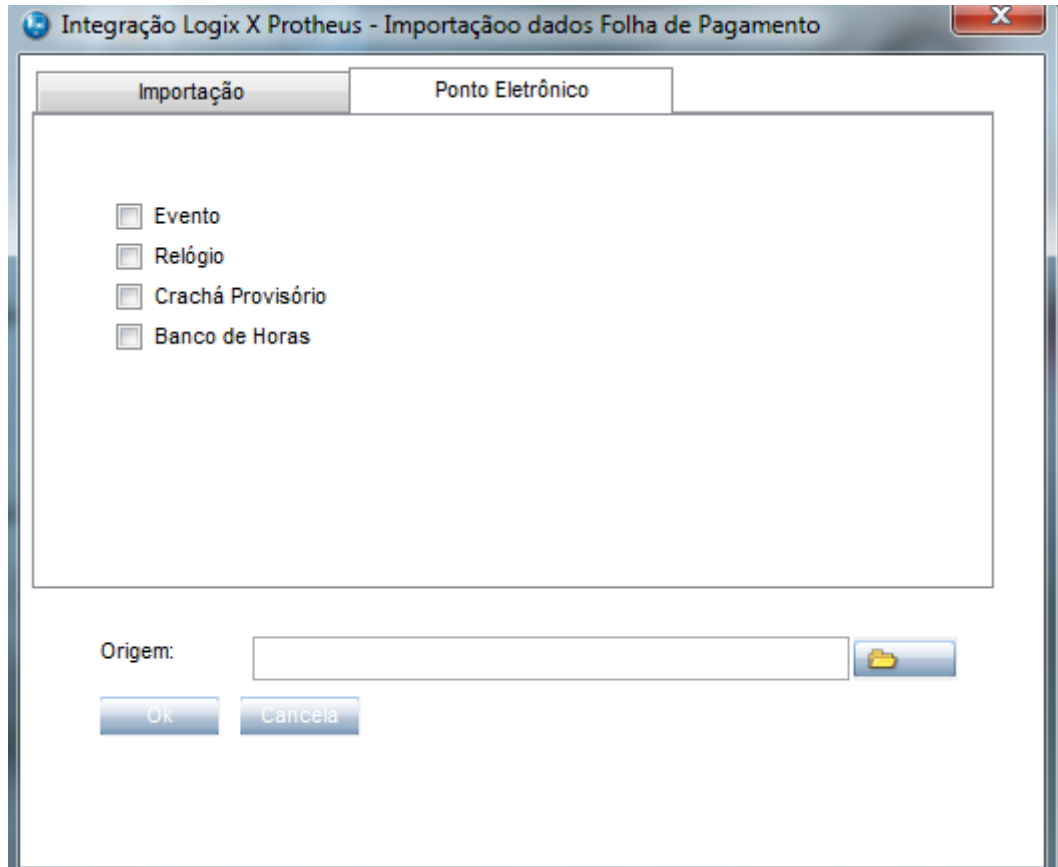 Integração Logix X Protheus - Importaçãoo dados Folha de Pagamento
X
Importação
Ponto Eletrônico
Evento
Relógio
Crachá Provisório
Banco de Horas
Origem:
Ok
Cancela